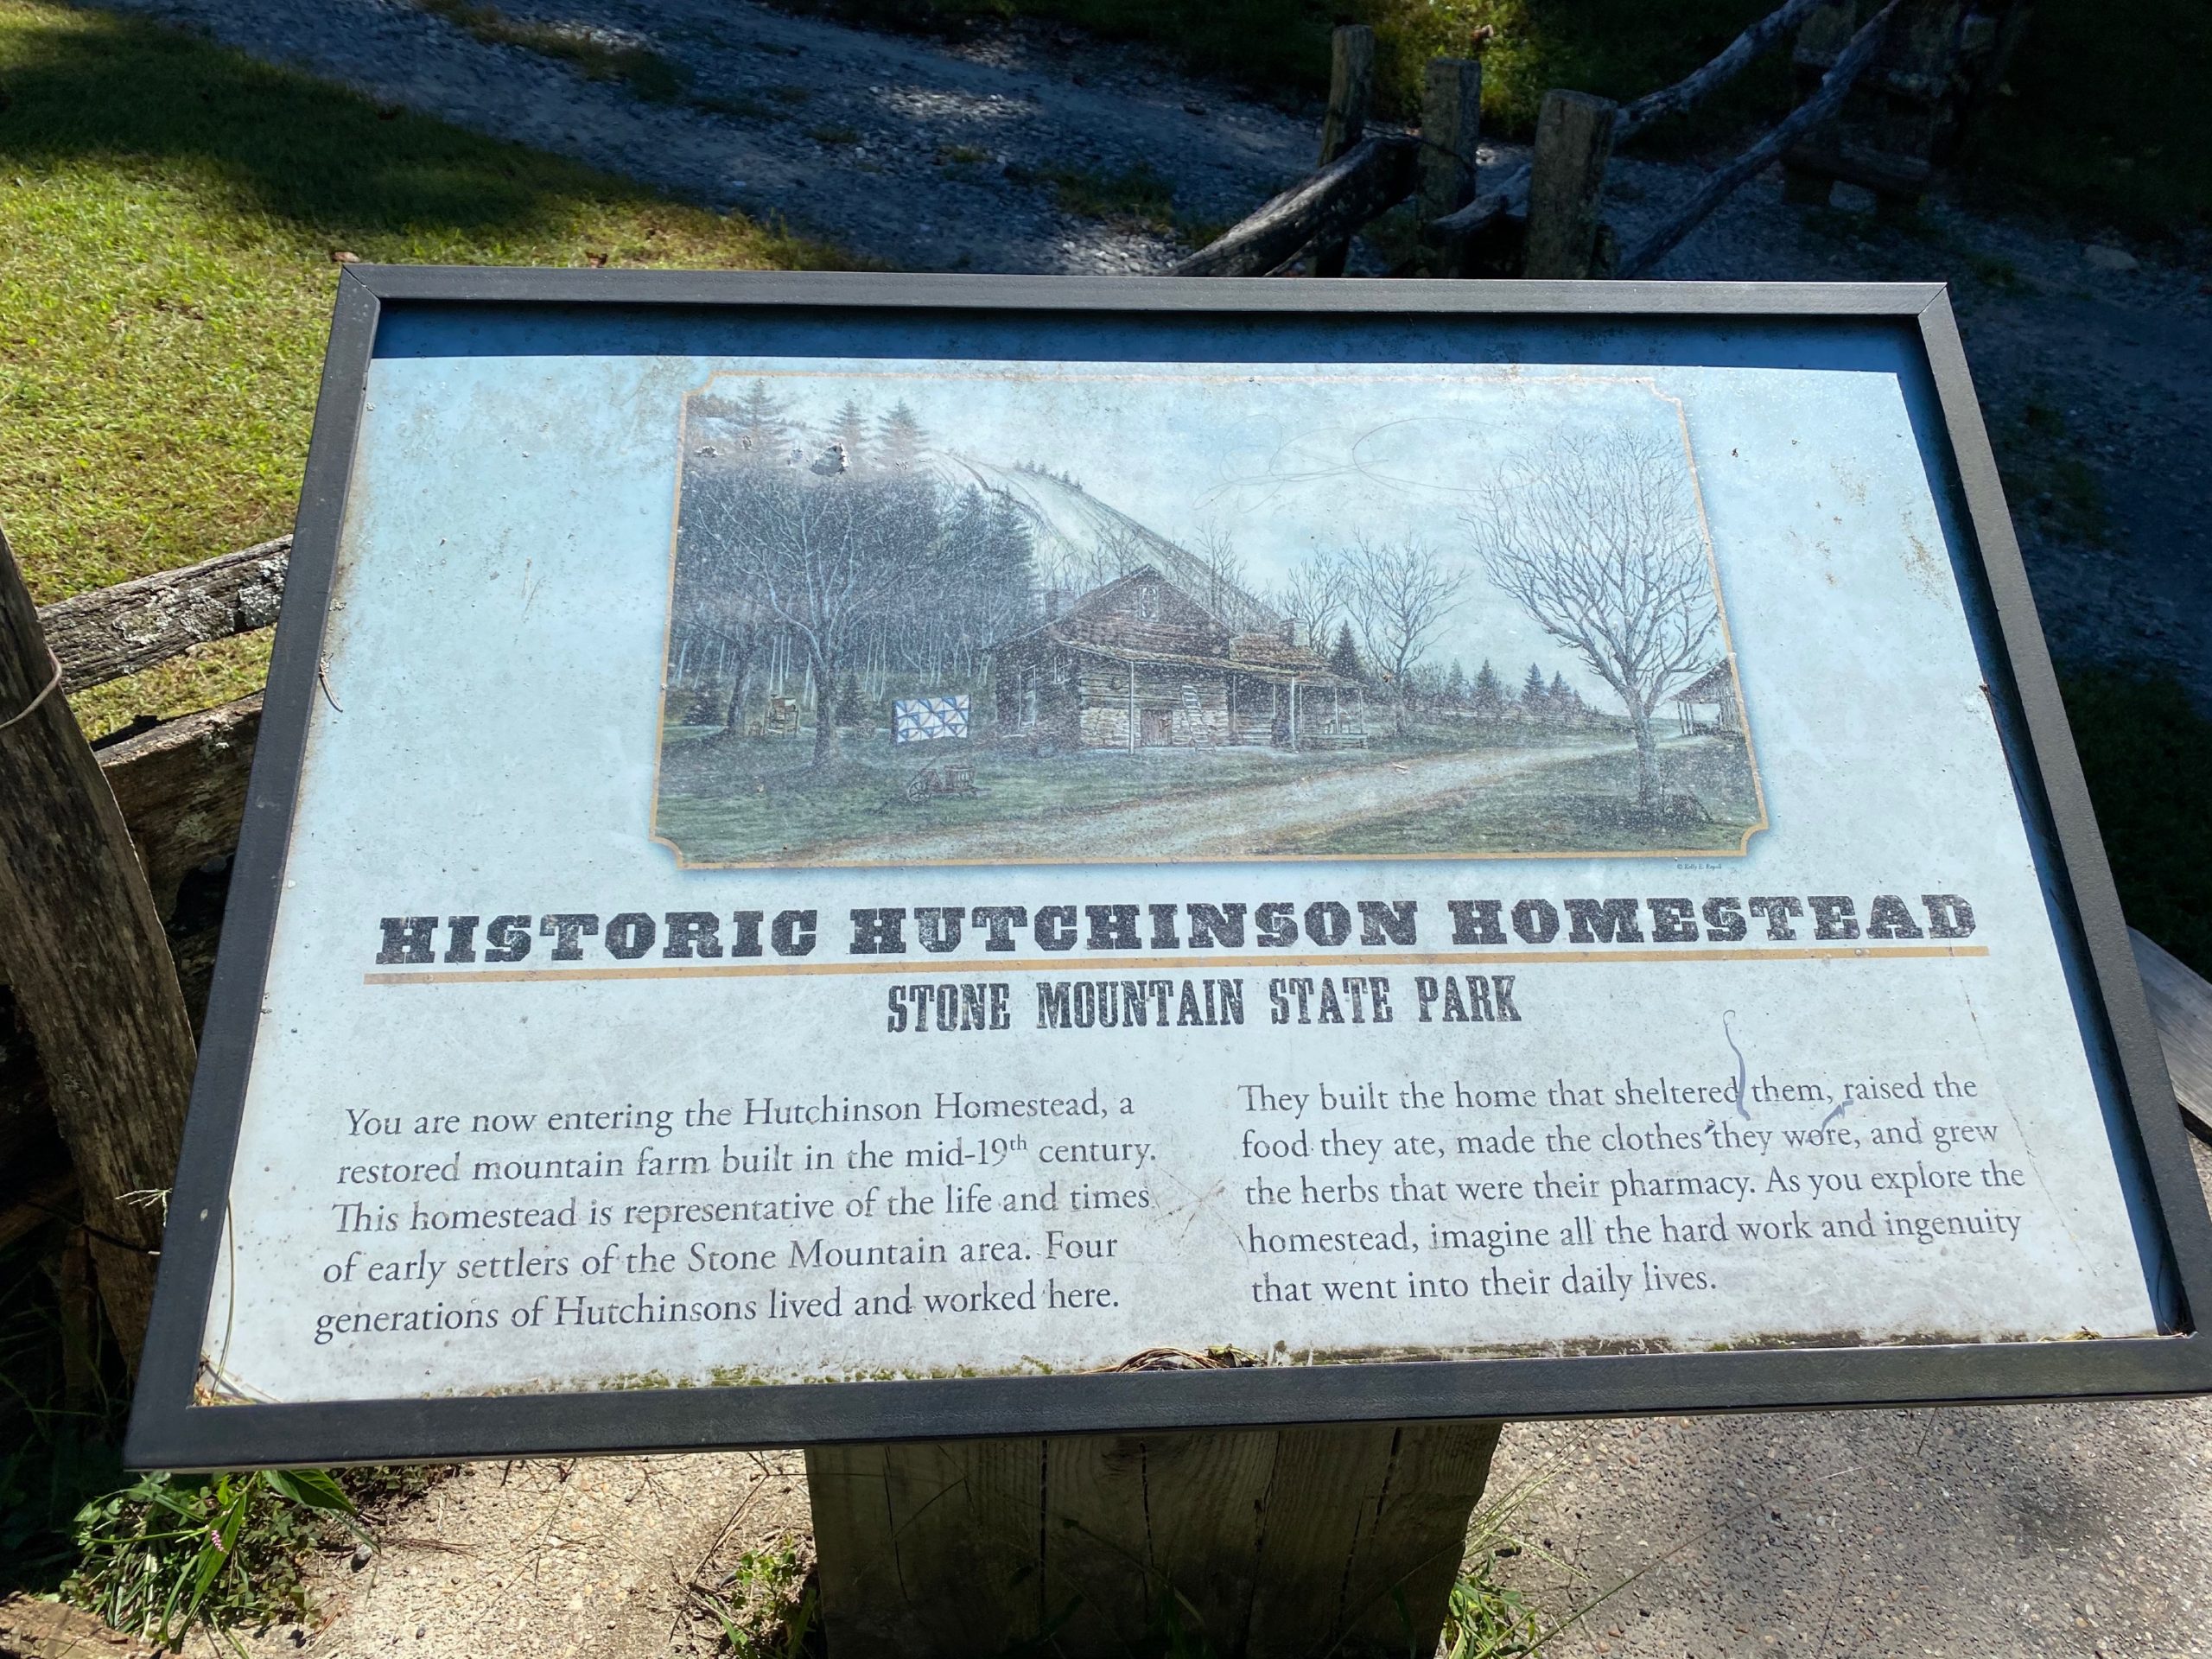 HISTORIC HUTCHINSON HOMESTEAD
STONE MOUNTAIN STATE PARK
You are now entering the Hutchinson Homestead, a
restored mountain farm built in the mid-19th century.
This homestead is representative of the life and times
of early settlers of the Stone Mountain area. Four
generations of Hutchinsons lived and worked here.
They built the home that sheltered them, raised the
food they ate, made the clothes they wore, and grew
the herbs that were their pharmacy. As you explore the
homestead, imagine all the hard work and ingenuity
that went into their daily lives.